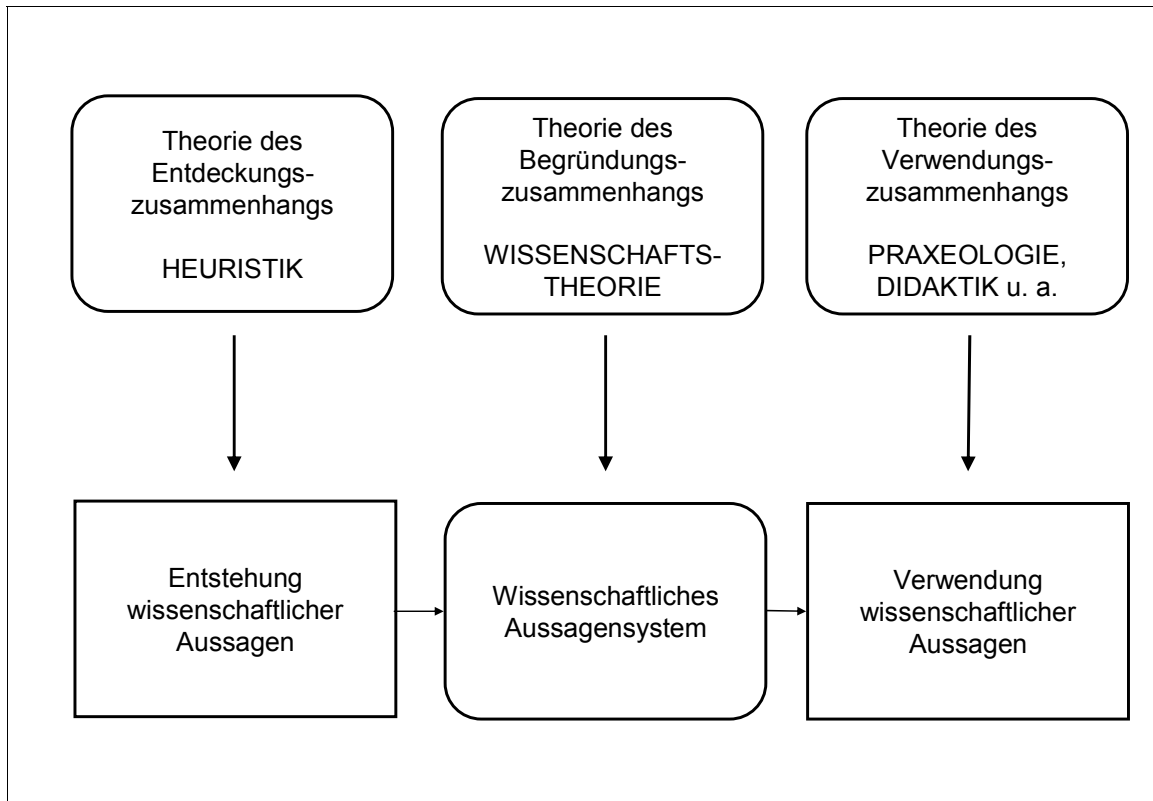 Theorie des
Entdeckungs-
zusammenhangs
HEURISTIK
Theorie des
Begründungs-
zusammenhangs
WISSENSCHAFTS-
THEORIE
Theorie des
Verwendungs-
zusammenhangs
PRAXEOLOGIE,
DIDAKTIK u. a.
Entstehung
wissenschaftlicher
Aussagen
Wissenschaftliches
Aussagensystem
Verwendung
wissenschaftlicher
Aussagen